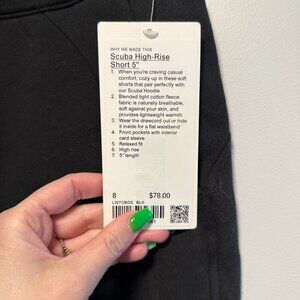 WHY WE MADE THIS
Scuba High-Rise
Short 5"
1. When you're craving casual
comfort, cozy up in these soft
shorts that pair perfectly with
our Scuba Hoodie
2. Blended light cotton fleece
fabric is naturally breathable,
soft against your skin, and
provides lightweight warmth
3. Wear the drawcord out or hide
it inside for a flat waistband
4. Front pockets with interior
card sleeve
5. Relaxed fit
6. High rise
7. 5" length
8 $78.00
LW7CBGS BLK